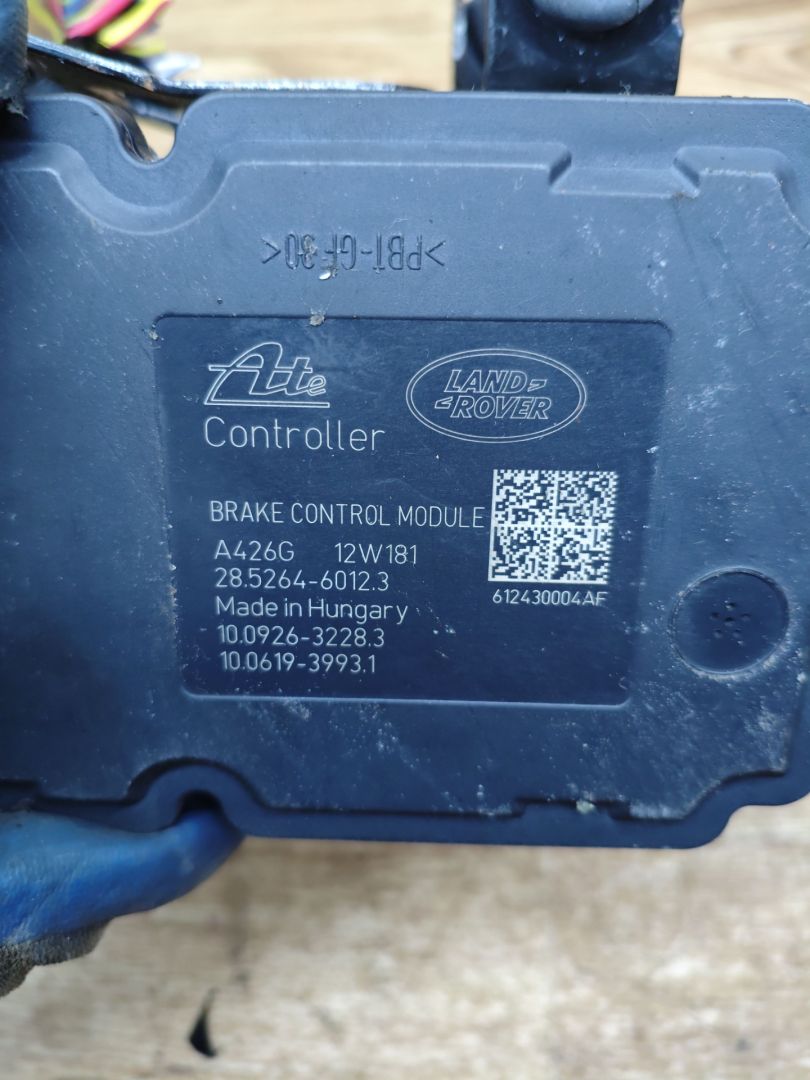 >PBT-GF30<
Ate
LAND-
-ROVER
Controller
BRAKE CONTROL MODULE
A426G 12W181
28.5264-6012.3
Made in Hungary
612430004AF
10.0926-3228.3
10.0619-3993.1